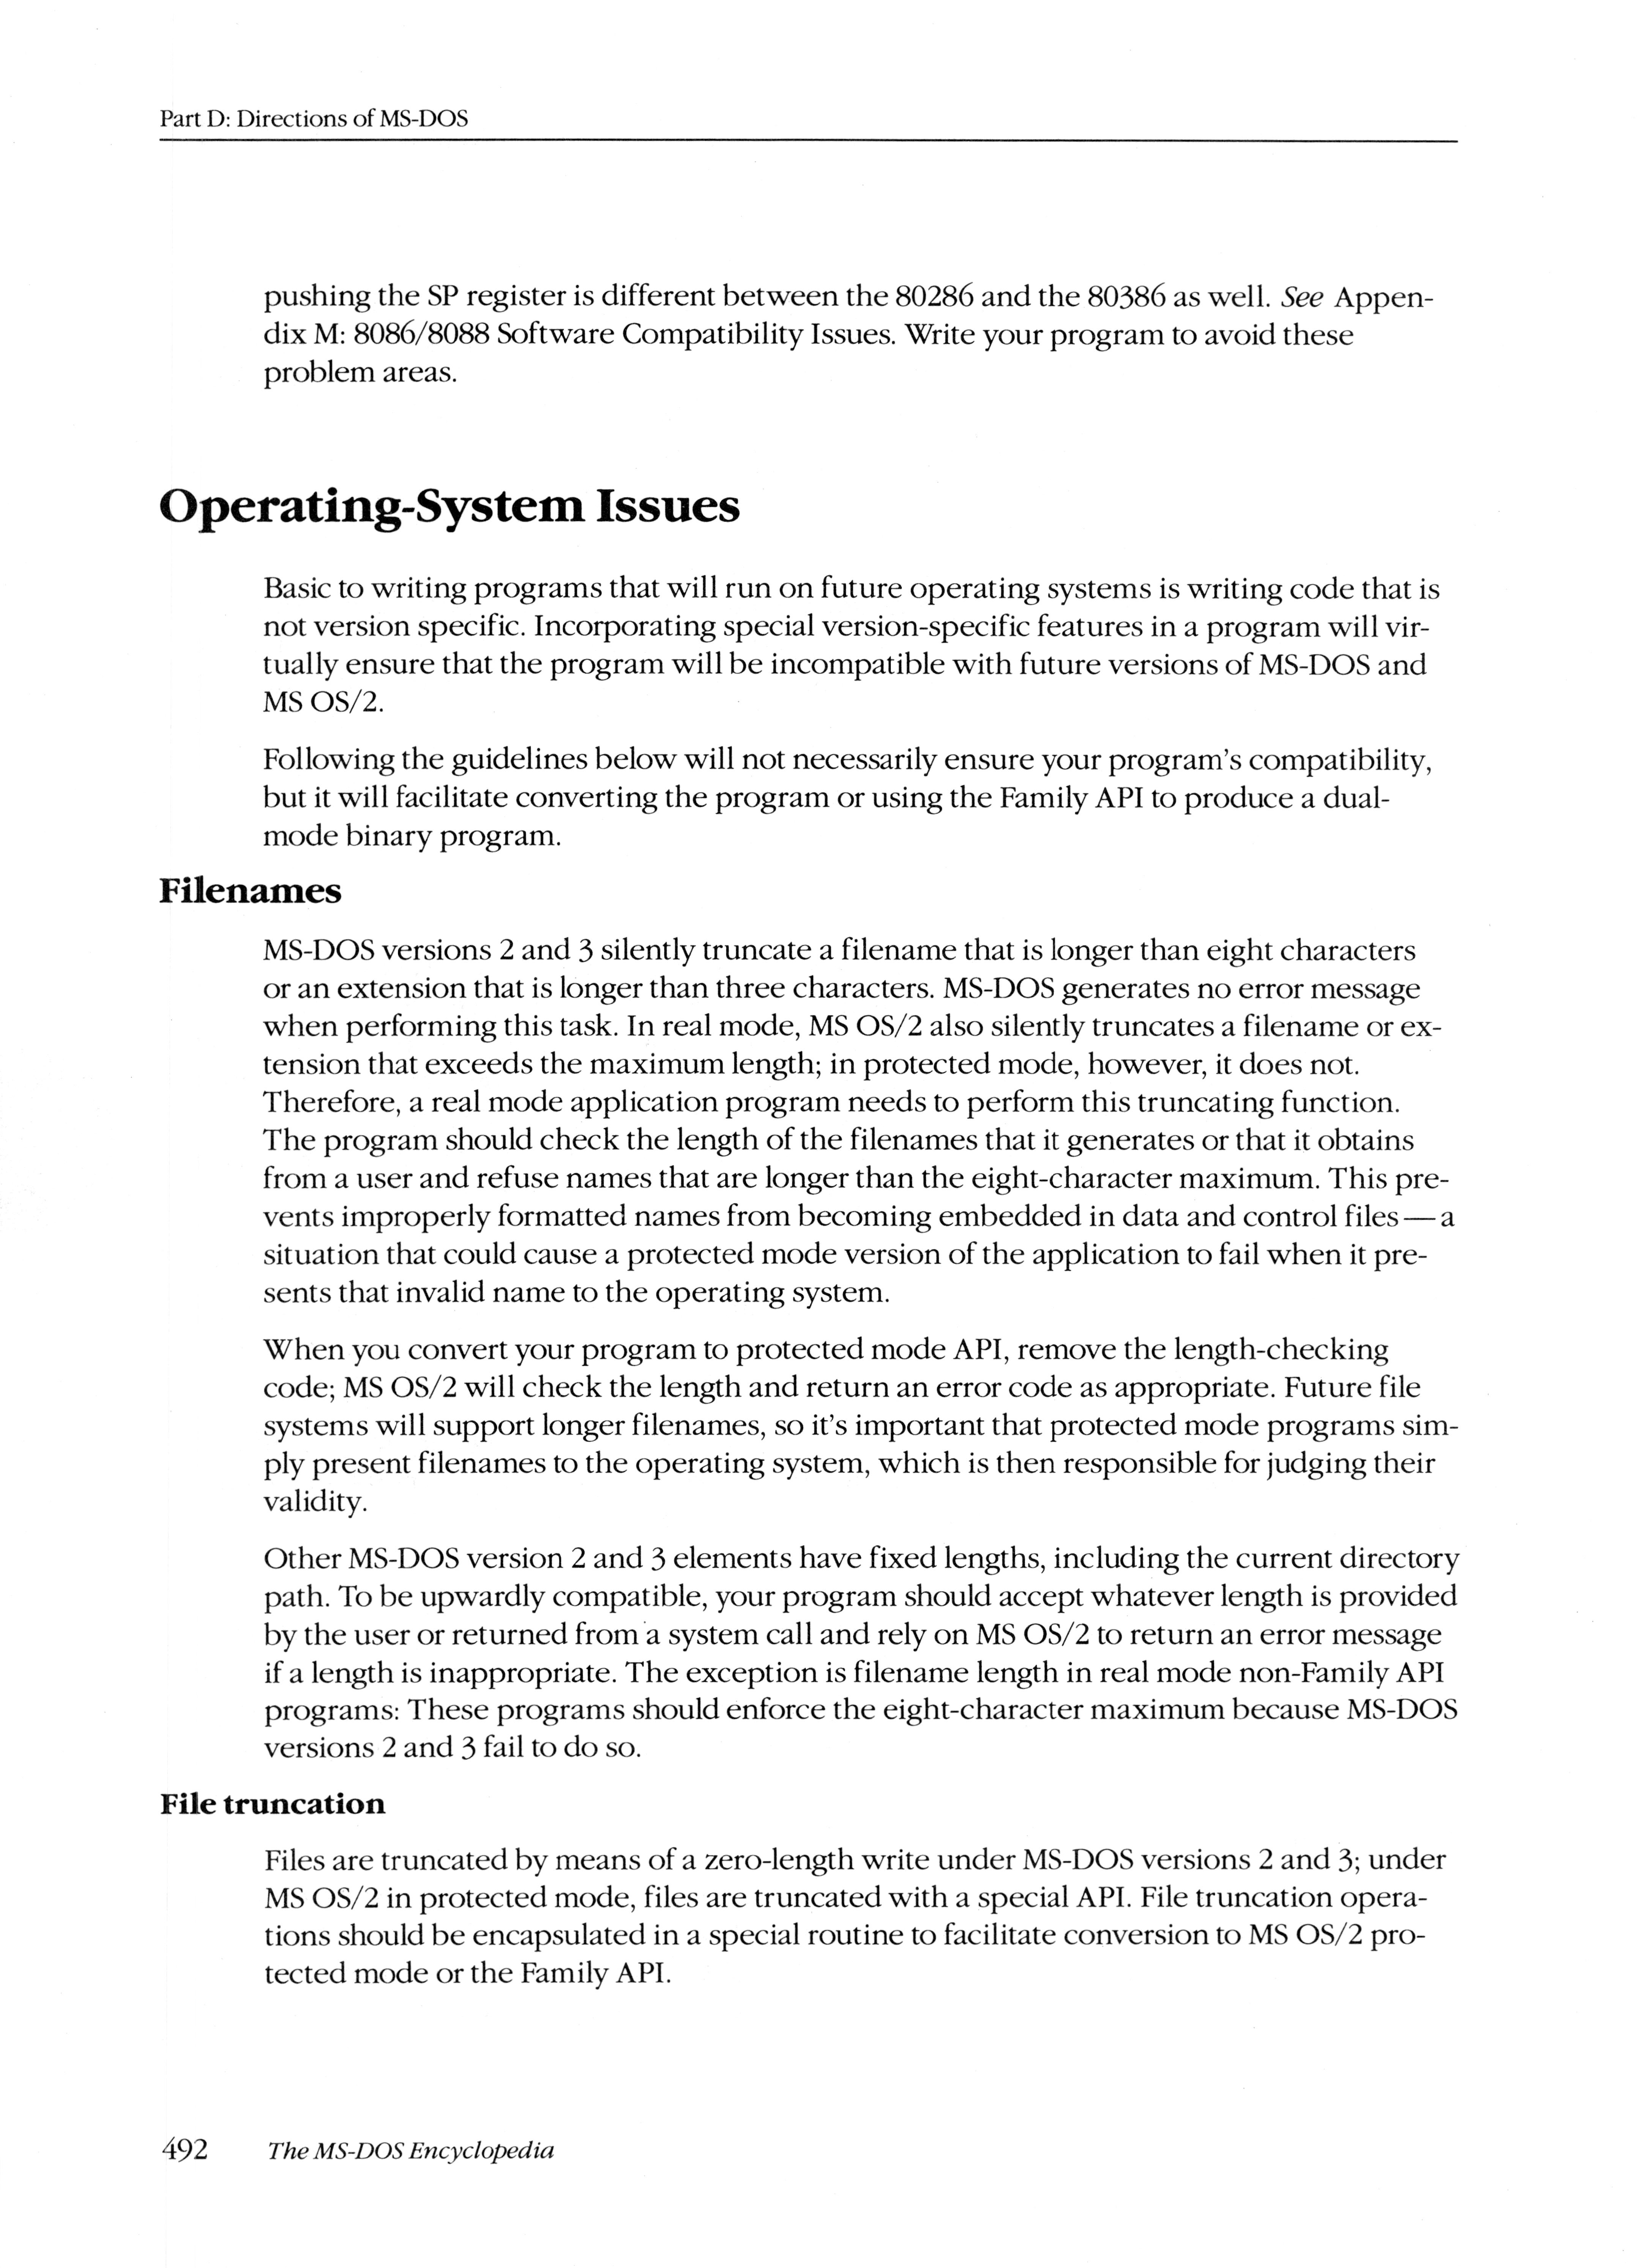 Part D: Directions of MS-DOS
pushing the SP register is different between the 80286 and the 80386 as well. See Appen-
dix M: 8086/8088 Software Compatibility Issues. Write your program to avoid these
problem areas.
Operating-System Issues
Basic to writing programs that will run on future operating systems is writing code that is
not version specific. Incorporating special version-specific features in a program will vir-
tually ensure that the program will be incompatible with future versions of MS-DOS and
MS OS/2.
Following the guidelines below will not necessarily ensure your program's compatibility,
but it will facilitate converting the program or using the Family API to produce a dual-
mode binary program.
Filenames
MS-DOS versions 2 and 3 silently truncate a filename that is longer than eight characters
or an extension that is longer than three characters. MS-DOS generates no error message
when performing this task. In real mode, MS OS/2 also silently truncates a filename or ex-
tension that exceeds the maximum length; in protected mode, however, it does not.
Therefore, a real mode application program needs to perform this truncating function.
The program should check the length of the filenames that it generates or that it obtains
from a user and refuse names that are longer than the eight-character maximum. This pre-
vents improperly formatted names from becoming embedded in data and control files — a
situation that could cause a protected mode version of the application to fail when it pre-
sents that invalid name to the operating system.
When you convert your program to protected mode API, remove the length-checking
code; MS OS/2 will check the length and return an error code as appropriate. Future file
systems will support longer filenames, so it's important that protected mode programs sim-
ply present filenames to the operating system, which is then responsible for judging their
validity.
Other MS-DOS version 2 and 3 elements have fixed lengths, including the current directory
path. To be upwardly compatible, your program should accept whatever length is provided
by the user or returned from a system call and rely on MS OS/2 to return an error message
if a length is inappropriate. The exception is filename length in real mode non-Family API
programs: These programs should enforce the eight-character maximum because MS-DOS
versions 2 and 3 fail to do so.
File truncation
Files are truncated by means of a zero-length write under MS-DOS versions 2 and 3; under
MS OS/2 in protected mode, files are truncated with a special API. File truncation opera-
tions should be encapsulated in a special routine to facilitate conversion to MS OS/2 pro-
tected mode or the Family API.
492 The MS-DOS Encyclopedia